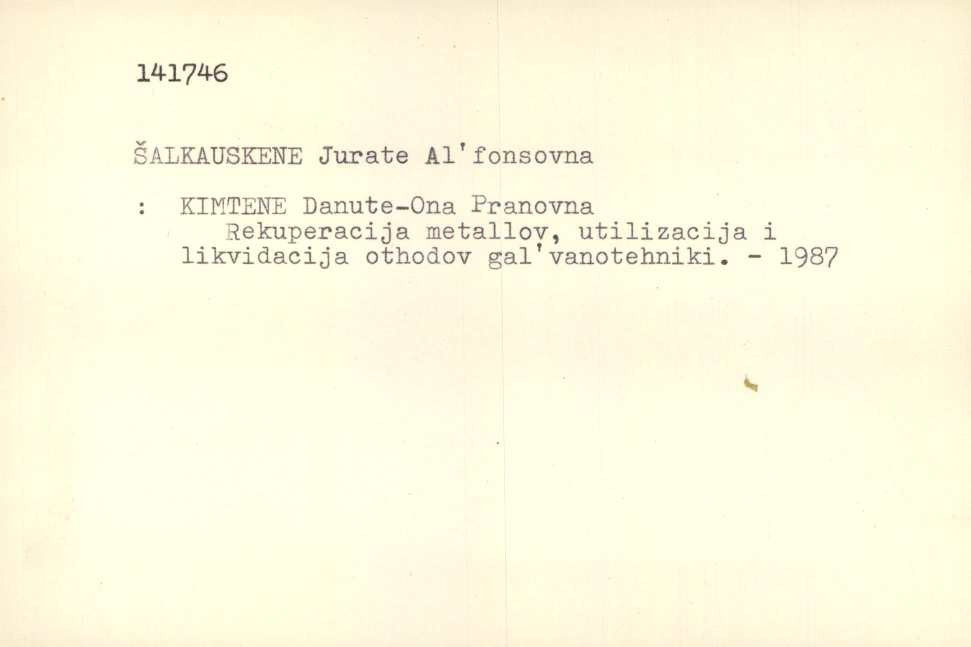 141746
ŠALKAUSKENE Jurate Al'fonsovna
: KIMTENE Danute-Ona Pranovna
Rekuperacija metallov, utilizacija i
likvidacija othodov gal'vanotehniki. - 1987